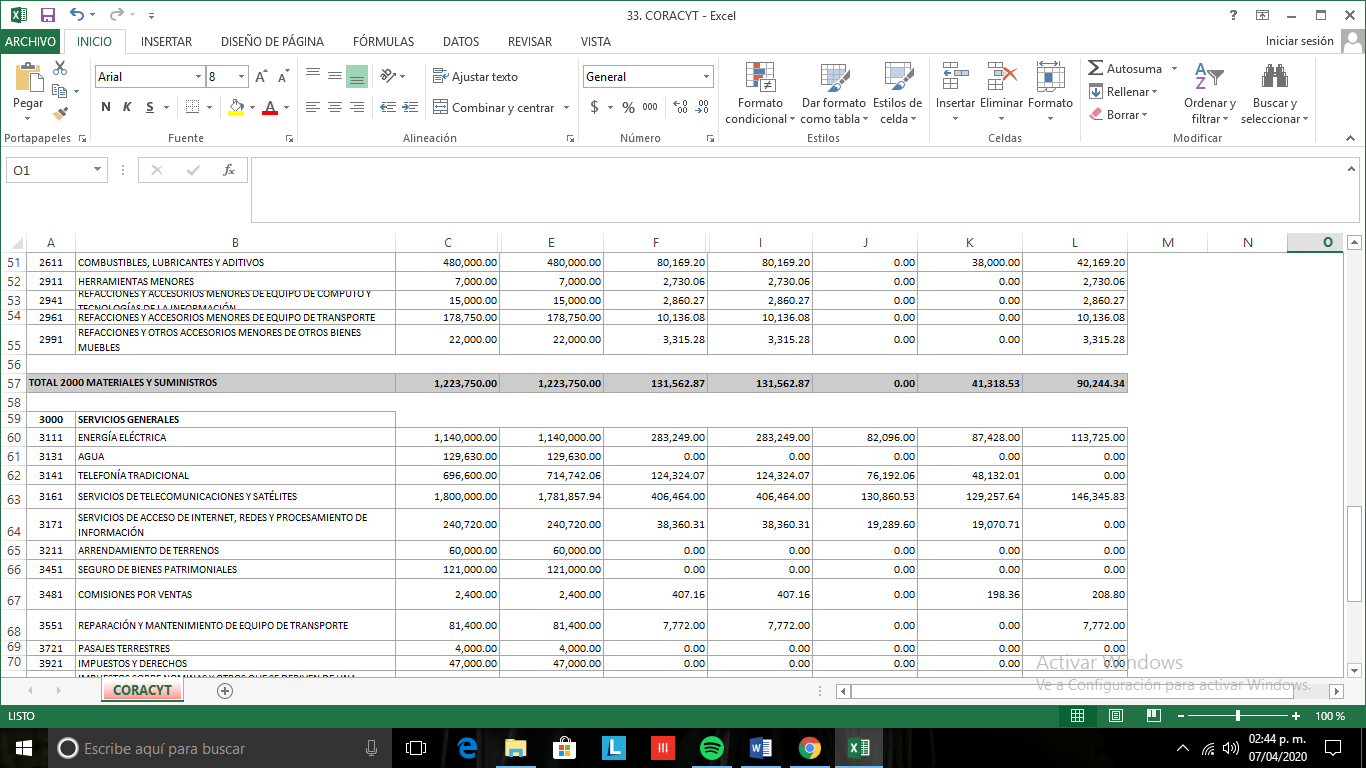 33. CORACYT - Excel
ARCHIVO INICIO INSERTAR DISEÑO DE PÁGINA FÓRMULAS DATOS REVISAR VISTA Iniciar sesión
Arial 8 Ajustar texto General Autosuma
Pegar N K S Combinar y centrar $ % 000 Formato condicional Dar formato como tabla Estilos de celda Insertar Eliminar Formato Rellenar Borrar Ordenar y filtrar Buscar y seleccionar
Portapapeles Fuente Alineación Número Estilos Celdas Modificar
O1 fx
A B C E F I J K L M N O
51 2611 COMBUSTIBLES, LUBRICANTES Y ADITIVOS 480,000.00 480,000.00 80,169.20 80,169.20 0.00 38,000.00 42,169.20
52 2911 HERRAMIENTAS MENORES 7,000.00 7,000.00 2,730.06 2,730.06 0.00 0.00 2,730.06
53 2941 REFACCIONES Y ACCESORIOS MENORES DE EQUIPO DE COMPUTO Y
TECNOLOGÍAS DE LA INFORMACIÓN 15,000.00 15,000.00 2,860.27 2,860.27 0.00 0.00 2,860.27
54 2961 REFACCIONES Y ACCESORIOS MENORES DE EQUIPO DE TRANSPORTE 178,750.00 178,750.00 10,136.08 10,136.08 0.00 0.00 10,136.08
55 2991 REFACCIONES Y OTROS ACCESORIOS MENORES DE OTROS BIENES
MUEBLES 22,000.00 22,000.00 3,315.28 3,315.28 0.00 0.00 3,315.28
56
57 TOTAL 2000 MATERIALES Y SUMINISTROS 1,223,750.00 1,223,750.00 131,562.87 131,562.87 0.00 41,318.53 90,244.34
58
59 3000 SERVICIOS GENERALES
60 3111 ENERGÍA ELÉCTRICA 1,140,000.00 1,140,000.00 283,249.00 283,249.00 82,096.00 87,428.00 113,725.00
61 3131 AGUA 129,630.00 129,630.00 0.00 0.00 0.00 0.00 0.00
62 3141 TELEFONÍA TRADICIONAL 696,600.00 714,742.06 124,324.07 124,324.07 76,192.06 48,132.01 0.00
63 3161 SERVICIOS DE TELECOMUNICACIONES Y SATÉLITES 1,800,000.00 1,781,857.94 406,464.00 406,464.00 130,860.53 129,257.64 146,345.83
64 3171 SERVICIOS DE ACCESO DE INTERNET, REDES Y PROCESAMIENTO DE
INFORMACIÓN 240,720.00 240,720.00 38,360.31 38,360.31 19,289.60 19,070.71 0.00
65 3211 ARRENDAMIENTO DE TERRENOS 60,000.00 60,000.00 0.00 0.00 0.00 0.00 0.00
66 3451 SEGURO DE BIENES PATRIMONIALES 121,000.00 121,000.00 0.00 0.00 0.00 0.00 0.00
67 3481 COMISIONES POR VENTAS 2,400.00 2,400.00 407.16 407.16 0.00 198.36 208.80
68 3551 REPARACIÓN Y MANTENIMIENTO DE EQUIPO DE TRANSPORTE 81,400.00 81,400.00 7,772.00 7,772.00 0.00 0.00 7,772.00
69 3721 PASAJES TERRESTRES 4,000.00 4,000.00 0.00 0.00 0.00 0.00 0.00
70 3921 IMPUESTOS Y DERECHOS 47,000.00 47,000.00 0.00 0.00 0.00 0.00 0.00
Activar Windows
Ve a Configuración para activar Windows.
CORACYT
LISTO 100 %
Escribe aquí para buscar
02:44 p. m.
07/04/2020